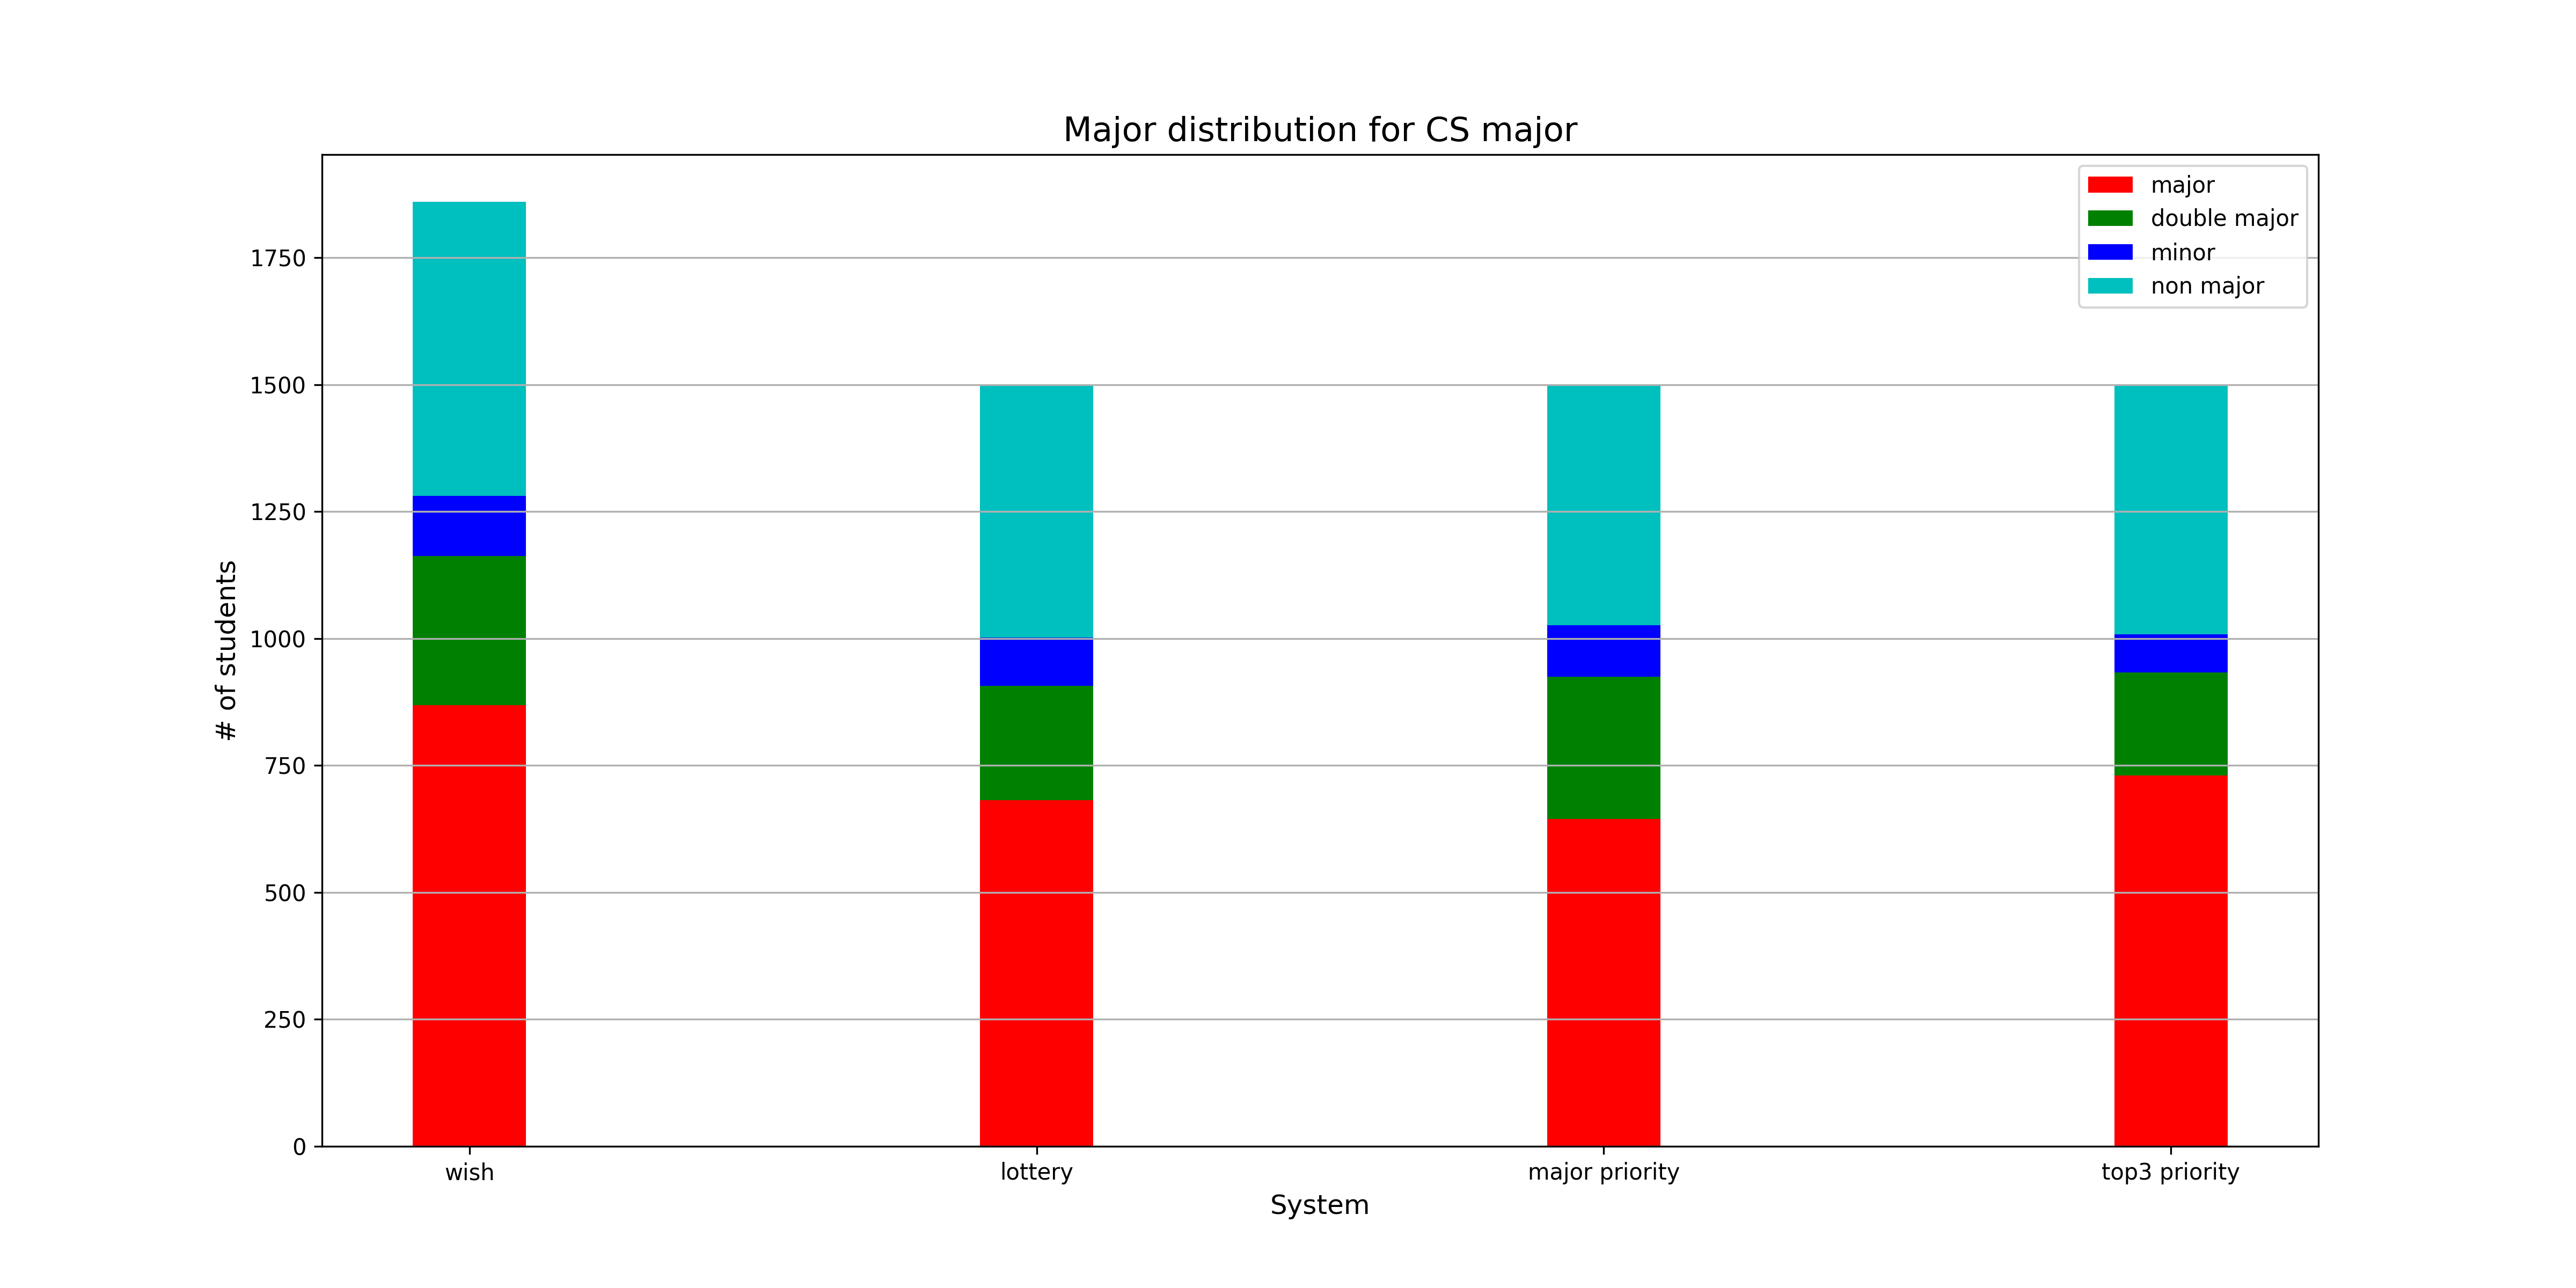 Major distribution for CS major
major
double major
minor
non major
1750
1500
1250
1000
750
500
250
0
# of students
wish
lottery
major priority
top3 priority
System